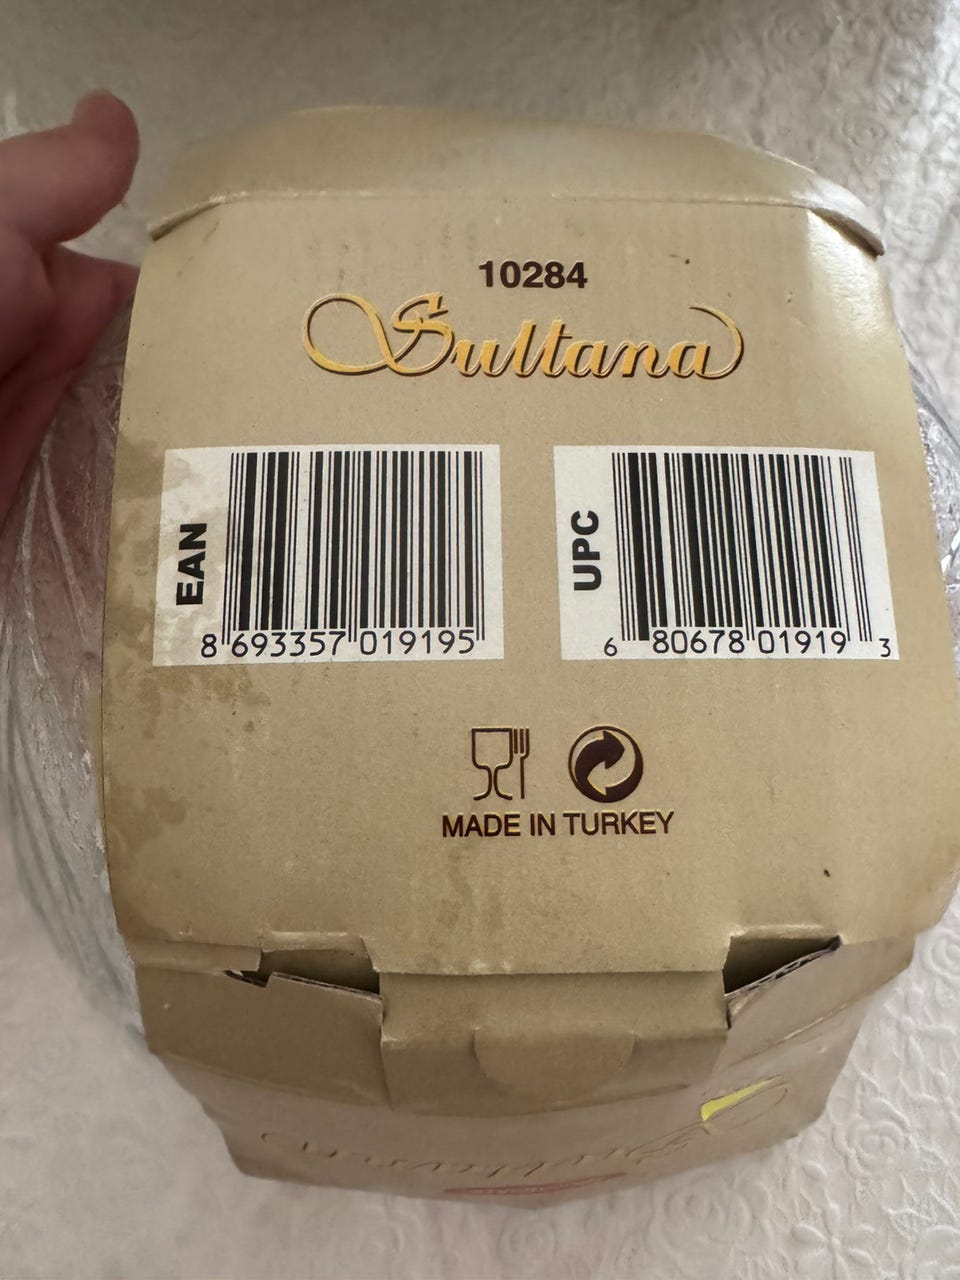 10284
Sultana
EAN
8 693357 019195
UPC
6 80678 01919 3
MADE IN TURKEY